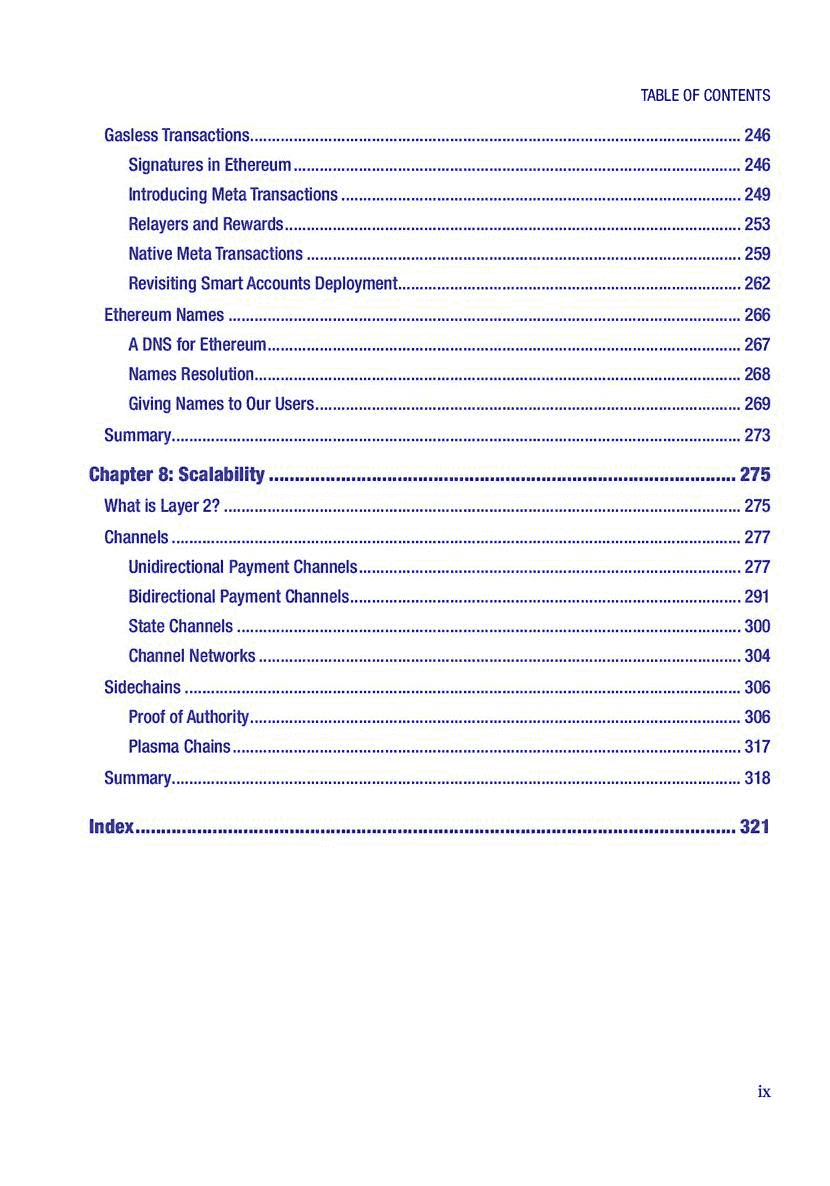 TABLE OF CONTENTS
Gasless Transactions 246
Signatures in Ethereum 246
Introducing Meta Transactions 249
Relayers and Rewards 253
Native Meta Transactions 259
Revisiting Smart Accounts Deployment 262
Ethereum Names 266
A DNS for Ethereum 267
Names Resolution 268
Giving Names to Our Users 269
Summary 273
Chapter 8: Scalability 275
What is Layer 2? 275
Channels 277
Unidirectional Payment Channels 277
Bidirectional Payment Channels 291
State Channels 300
Channel Networks 304
Sidechains 306
Proof of Authority 306
Plasma Chains 317
Summary 318
Index 321
ix